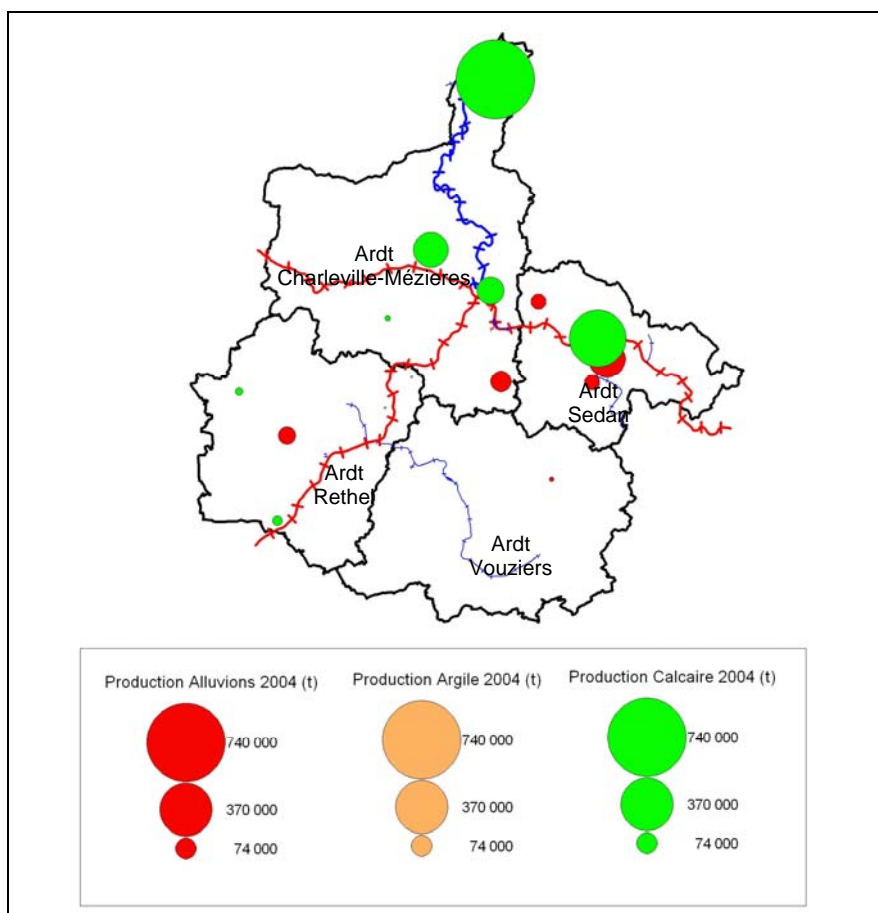 Ardt
Charleville-Mézières
Ardt
Sedan
Ardt
Rethel
Ardt
Vouziers
Production Alluvions 2004 (t)
740 000
370 000
74 000
Production Argile 2004 (t)
740 000
370 000
74 000
Production Calcaire 2004 (t)
740 000
370 000
74 000